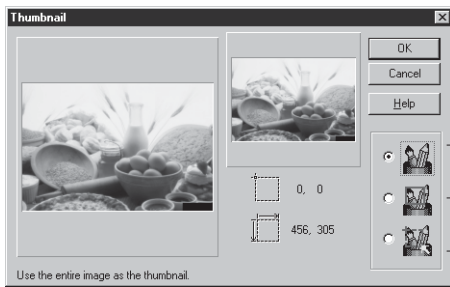 Thumbnail
OK
Cancel
Help
0, 0
456, 305
Use the entire image as the thumbnail.